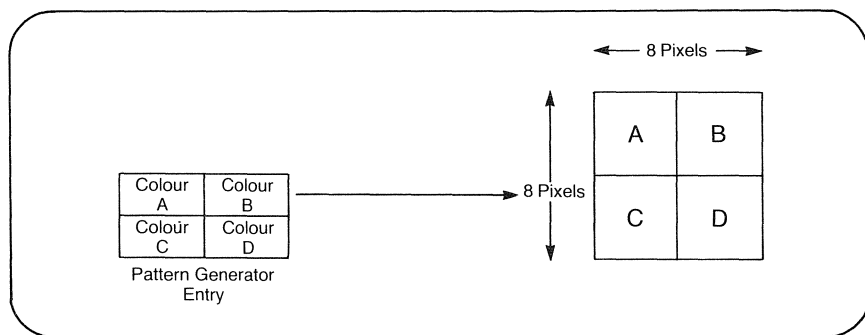 8 Pixels
A B
8 Pixels
C D
Colour Colour
A B
Colour Colour
C D
Pattern Generator
Entry